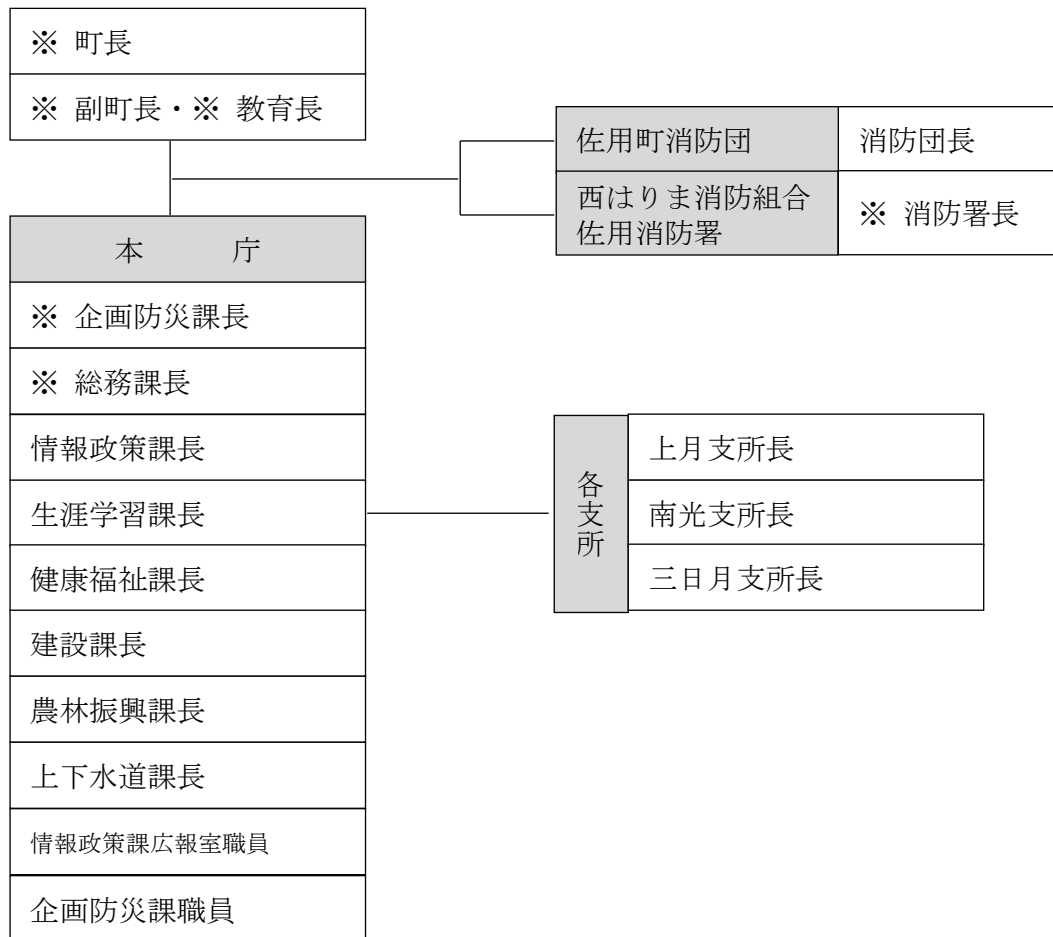 ※ 町長
※ 副町長・※ 教育長
佐用町消防団 消防団長
西はりま消防組合
佐用消防署
※ 消防署長
本 庁
※ 企画防災課長
※ 総務課長
情報政策課長
生涯学習課長
健康福祉課長
建設課長
農林振興課長
上下水道課長
情報政策課広報室職員
企画防災課職員
各支所
上月支所長
南光支所長
三日月支所長